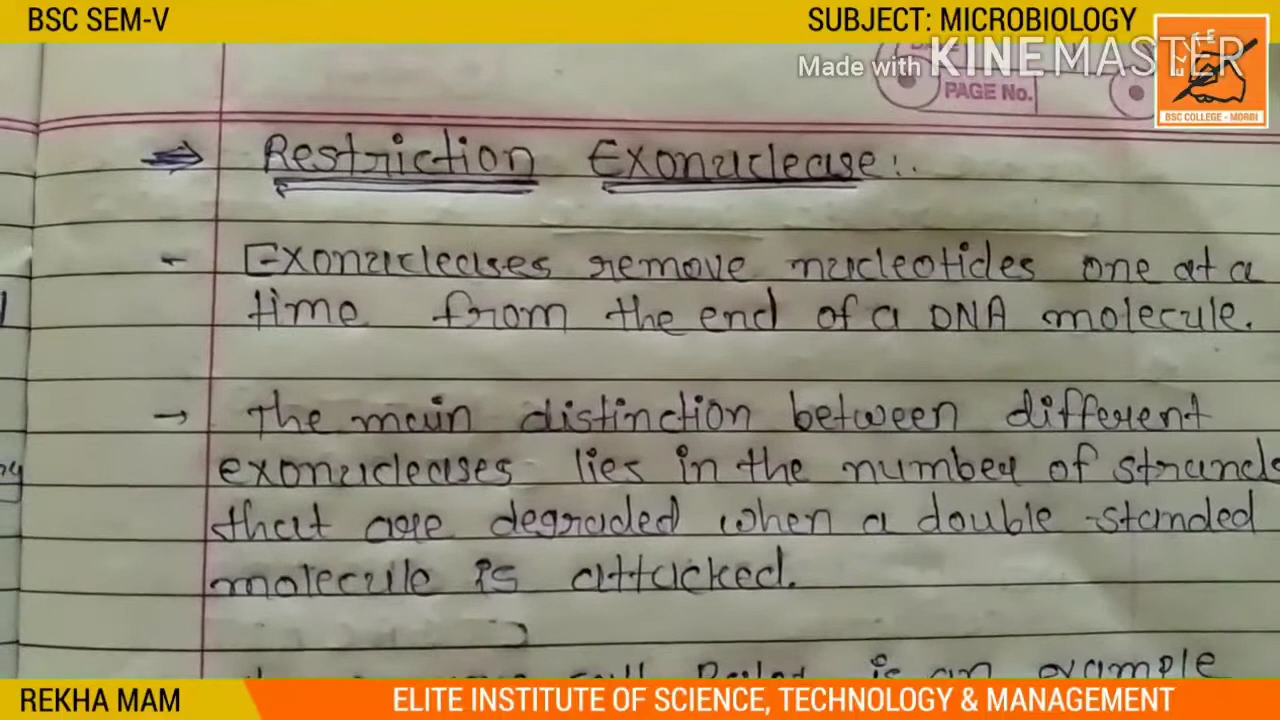 BSC SEM-V
SUBJECT: MICROBIOLOGY
Made with KINEMASTER
PAGE No.
ELITE
BSC COLLEGE - MORBI
Restriction Exonuclease:.
- Exonucleases remove nucleotides one at a
time from the end of a DNA molecule.
→ The main distinction between different
exonucleases lies in the number of strands
that are degraded when a double-standed
molecule is attacked.
is an example
REKHA MAM
ELITE INSTITUTE OF SCIENCE, TECHNOLOGY & MANAGEMENT